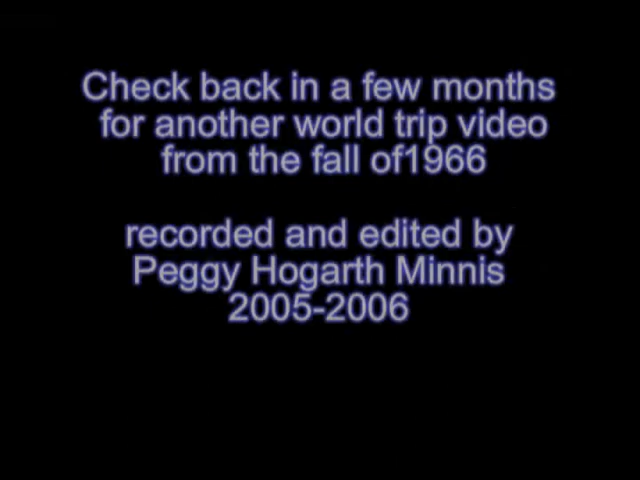 Check back in a few months
for another world trip video
from the fall of1966
recorded and edited by
Peggy Hogarth Minnis
2005-2006